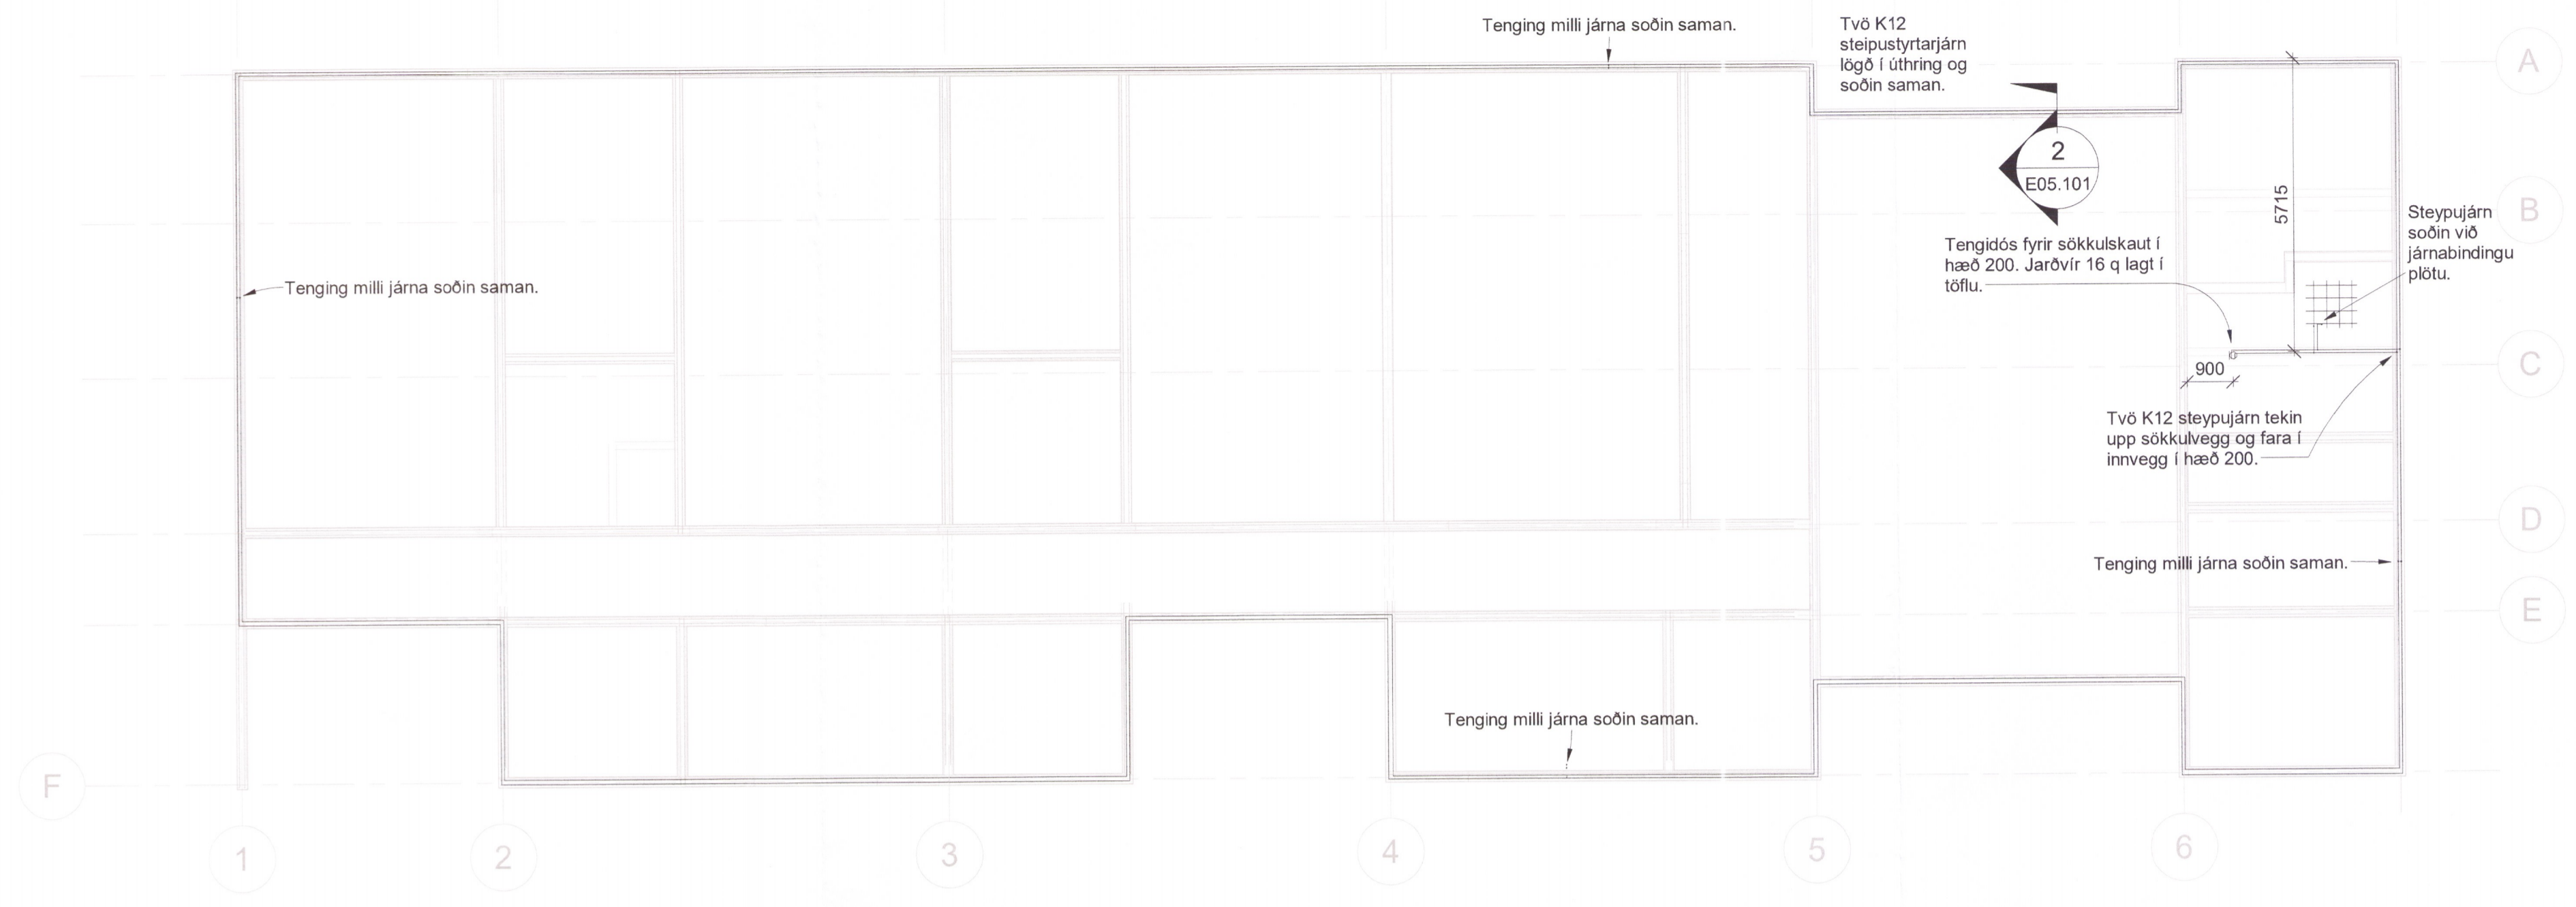 Tenging milli járna soðin saman.
Tvö K12
steipustyrtarjárn
lögð í úthring og
soðin saman.
A
2
E05.101
5715
B
Steypujárn
soðin við
járnabindingu
plötu.
Tengidós fyrir sökkulskaut í
hæð 200. Jarðvír 16 q lagt í
töflu.
Tenging milli járna soðin saman.
C
900
Tvö K12 steypujárn tekin
upp sökkulvegg og fara í
innvegg í hæð 200.
D
Tenging milli járna soðin saman.
E
Tenging milli járna soðin saman.
F
1
2
3
4
5
6